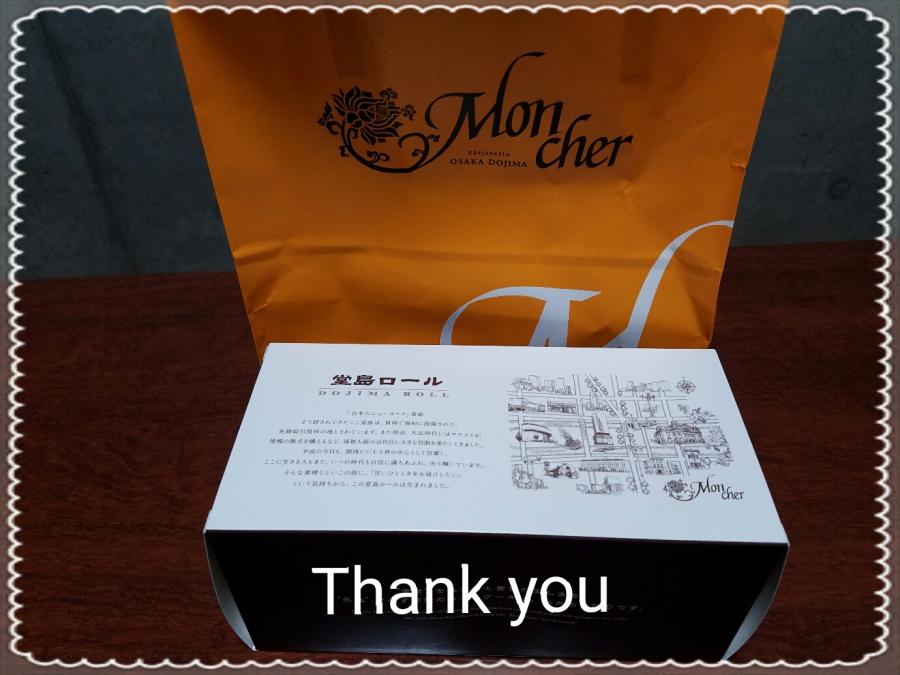 Mon
cher
Pâtisserie
OSAKA DOJIMA
堂島ロール
DOJIMA ROLL
「日本のニューヨーク」堂島
そう評されてきたここ堂島は、世界で最初に設置された、
先物取引発祥の地とされています。また明治、大正時代にはマスコミが
情報の拠点を構えるなど、商都大阪の近代化に大きな役割を果たしてきました。
平成の今日も、関西ビジネス界の中心として位置し、
ここに生きる人もまた、いつの時代も自信に満ちあふれ、光り輝いています。
そんな素晴らしいこの街に、「甘いひとときをお届けしたい」
という気持ちから、この堂島ロールは生まれました。
Mon
cher
Thank you